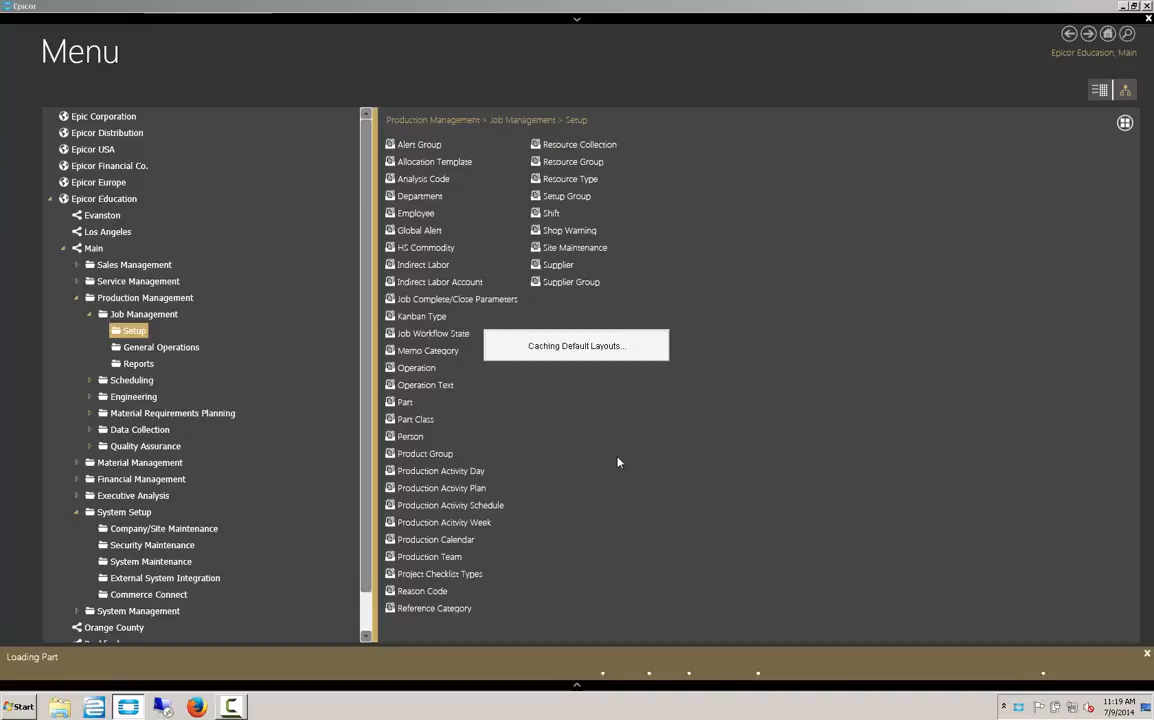 Epicor
Menu
Epicor Education, Main
Epic Corporation
Epicor Distribution
Epicor USA
Epicor Financial Co.
Epicor Europe
Epicor Education
Evanston
Los Angeles
Main
Sales Management
Service Management
Production Management
Job Management
Setup
General Operations
Reports
Scheduling
Engineering
Material Requirements Planning
Data Collection
Quality Assurance
Material Management
Financial Management
Executive Analysis
System Setup
Company/Site Maintenance
Security Maintenance
System Maintenance
External System Integration
Commerce Connect
System Management
Orange County
Production Management > Job Management > Setup
Alert Group
Allocation Template
Analysis Code
Department
Employee
Global Alert
HS Commodity
Indirect Labor
Indirect Labor Account
Job Complete/Close Parameters
Kanban Type
Job Workflow State
Memo Category
Operation
Operation Text
Part
Part Class
Person
Product Group
Production Activity Day
Production Activity Plan
Production Activity Schedule
Production Acitivity Week
Production Calendar
Production Team
Project Checklist Types
Reason Code
Reference Category
Resource Collection
Resource Group
Resource Type
Setup Group
Shift
Shop Warning
Site Maintenance
Supplier
Supplier Group
Caching Default Layouts...
Loading Part
Start
11:19 AM
7/9/2014